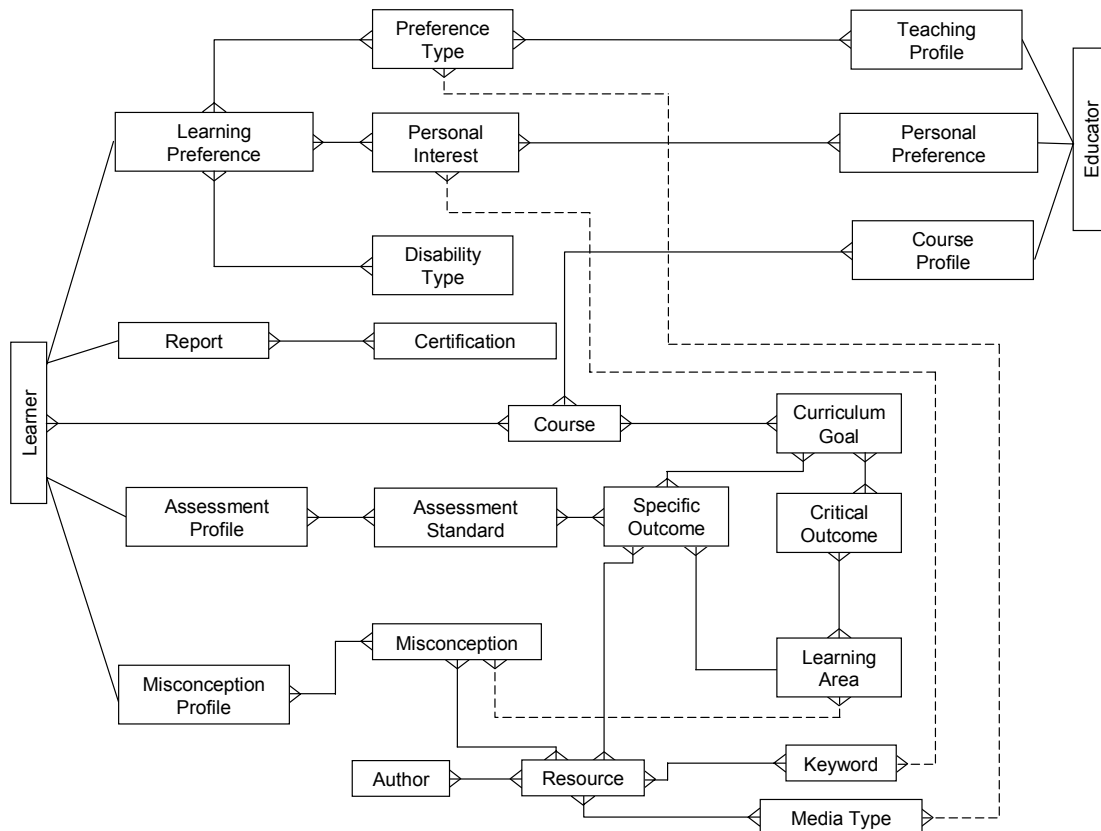 Preference
Type
Teaching
Profile
Educator
Learning
Preference
Personal
Interest
Personal
Preference
Course
Profile
Disability
Type
Report
Certification
Learner
Course
Curriculum
Goal
Assessment
Profile
Assessment
Standard
Specific
Outcome
Critical
Outcome
Misconception
Learning
Area
Misconception
Profile
Author
Resource
Keyword
Media Type